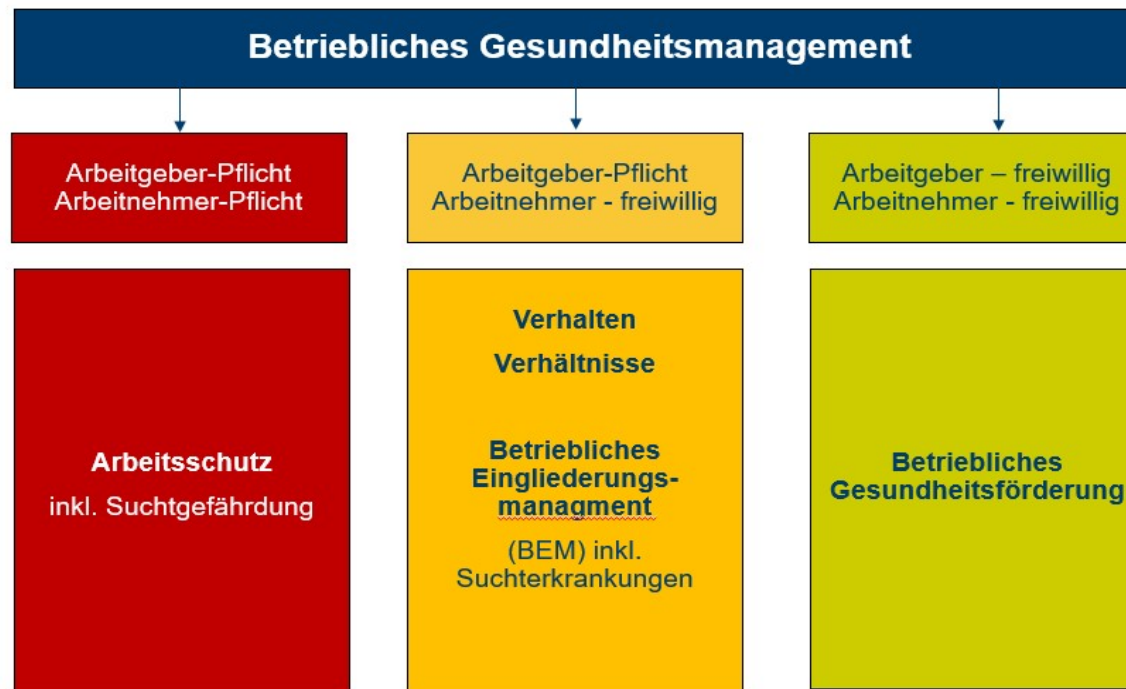 Betriebliches Gesundheitsmanagement
Arbeitgeber-Pflicht
Arbeitnehmer-Pflicht
Arbeitgeber-Pflicht
Arbeitnehmer - freiwillig
Arbeitgeber – freiwillig
Arbeitnehmer - freiwillig
Arbeitsschutz
inkl. Suchtgefährdung
Verhalten
Verhältnisse
Betriebliches
Eingliederungs-
managment
(BEM) inkl.
Suchterkrankungen
Betriebliches
Gesundheitsförderung